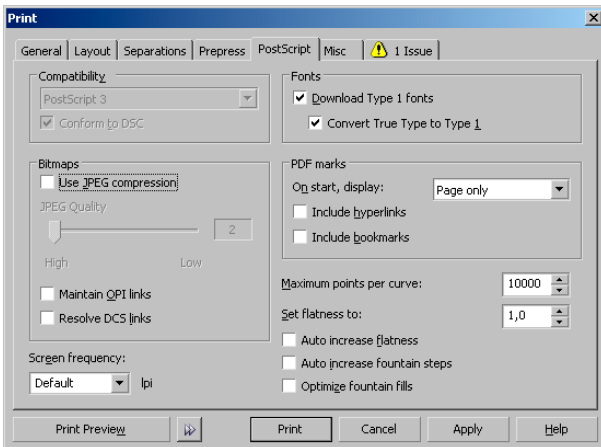 Print
General Layout Separations Prepress PostScript Misc 1 Issue
Compatibility
PostScript 3
Conform to DSC
Fonts
Download Type 1 fonts
Convert True Type to Type 1
Bitmaps
Use JPEG compression
JPEG Quality
2
High Low
Maintain OPI links
Resolve DCS links
Screen frequency:
Default lpi
PDF marks
On start, display: Page only
Include hyperlinks
Include bookmarks
Maximum points per curve: 10000
Set flatness to: 1,0
Auto increase flatness
Auto increase fountain steps
Optimize fountain fills
Print Preview Print Cancel Apply Help